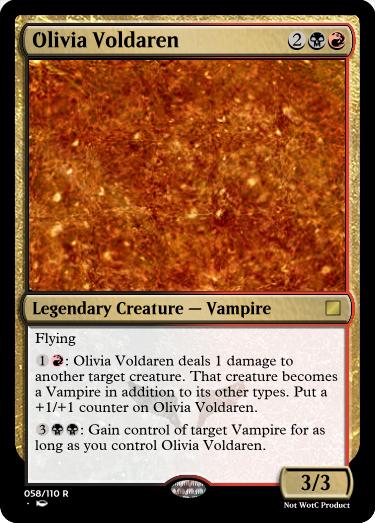 Olivia Voldaren 2
Legendary Creature — Vampire
Flying
1 : Olivia Voldaren deals 1 damage to
another target creature. That creature becomes
a Vampire in addition to its other types. Put a
+1/+1 counter on Olivia Voldaren.
3 : Gain control of target Vampire for as
long as you control Olivia Voldaren.
3/3
058/110 R
Not WotC Product